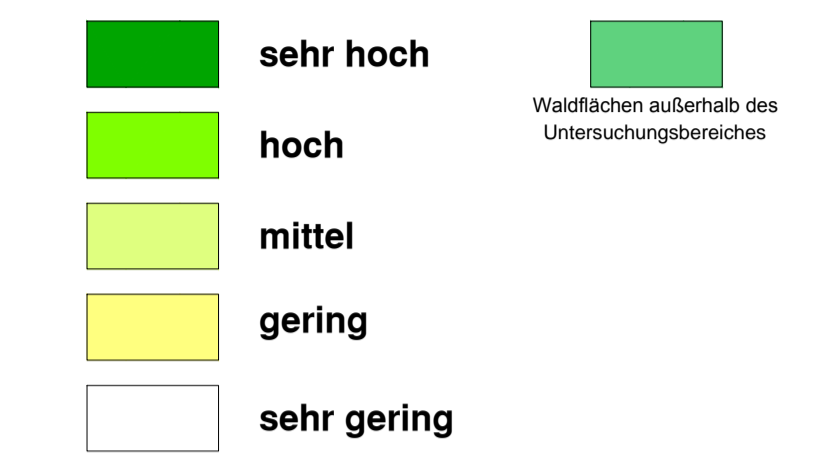 sehr hoch
hoch
mittel
gering
sehr gering
Waldflächen außerhalb des
Untersuchungsbereiches